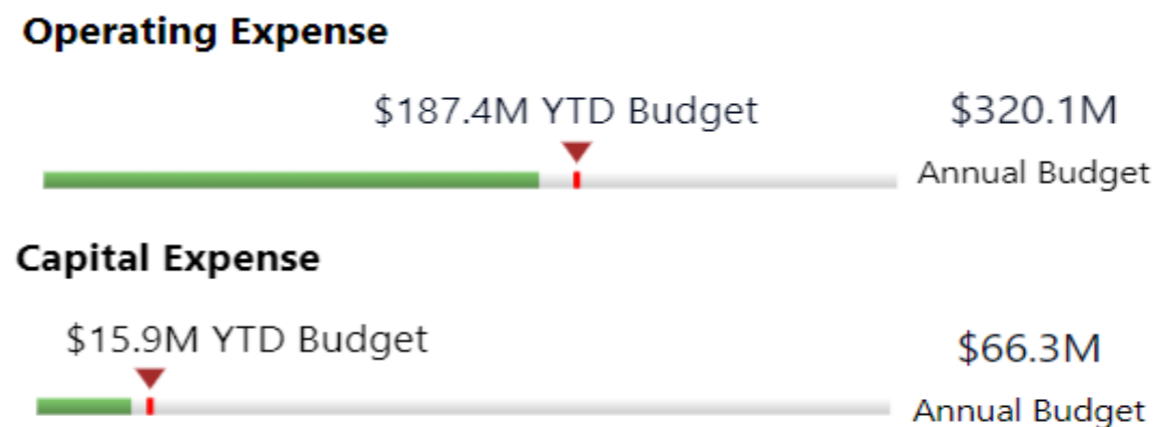 Operating Expense
$187.4M YTD Budget
$320.1M
Annual Budget
Capital Expense
$15.9M YTD Budget
$66.3M
Annual Budget